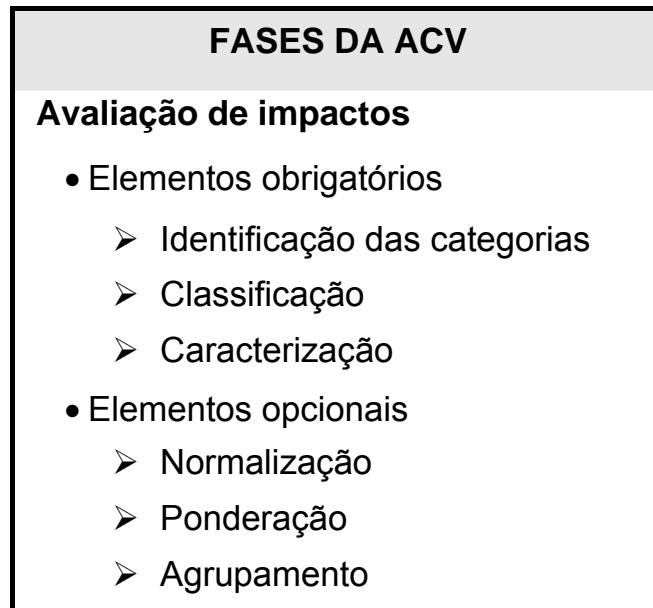 FASES DA ACV
Avaliação de impactos
• Elementos obrigatórios
➢ Identificação das categorias
➢ Classificação
➢ Caracterização
• Elementos opcionais
➢ Normalização
➢ Ponderação
➢ Agrupamento